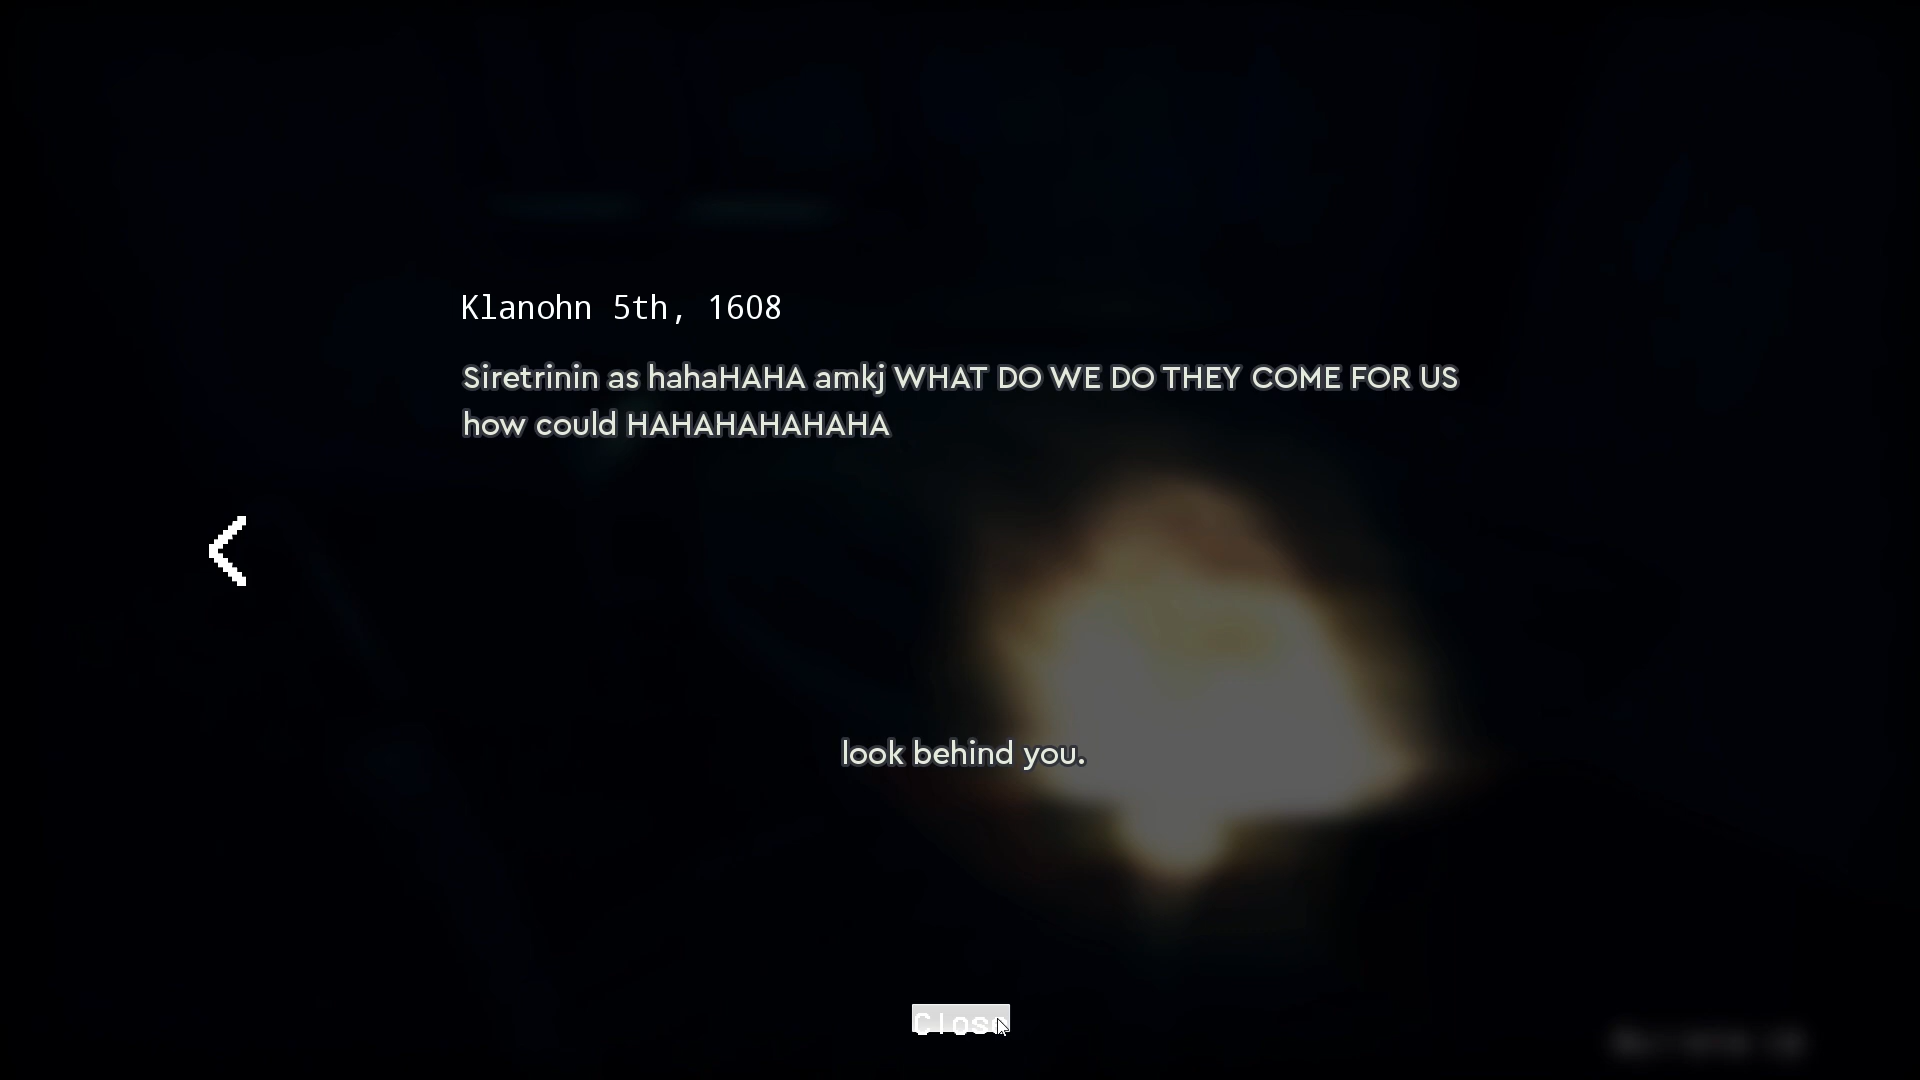 Klanohn 5th, 1608
Siretrinin as hahaHAHA amkj WHAT DO WE DO THEY COME FOR US
how could HAHAHAHAHAHA
look behind you.
Close